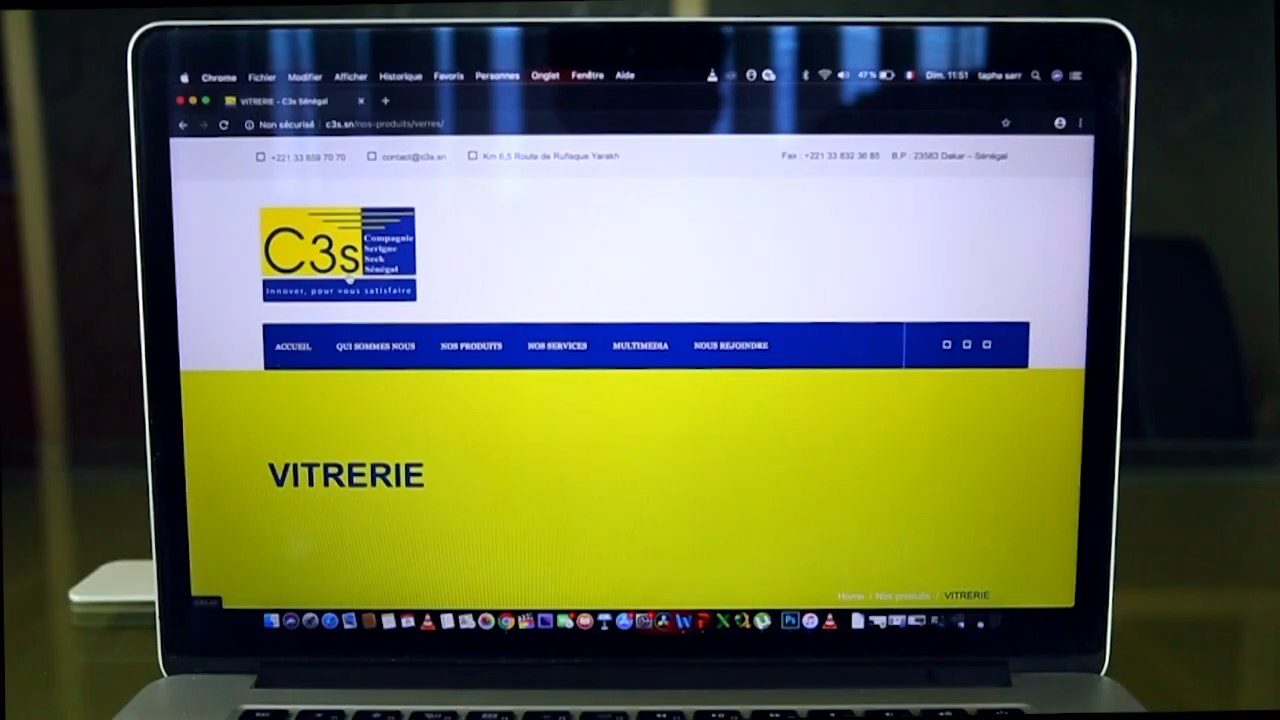 Chrome Fichier Modifier Afficher Historique Favoris Personnes Onglet Fenêtre Aide 47 % Dim. 11:51 tapha sarr
VITRERIE - C3s Sénégal
Non sécurisé c3s.sn/nos-produits/verres/
+221 33 859 70 70 contact@c3s.sn Km 6,5 Route de Rufisque Yarakh Fax : +221 33 832 36 85 B.P : 23583 Dakar – Sénégal
C3s
Compagnie
Serigne
Seck
Sénégal
Innover, pour vous satisfaire
ACCUEIL QUI SOMMES NOUS NOS PRODUITS NOS SERVICES MULTIMEDIA NOUS REJOINDRE
VITRERIE
Home / Nos produits / VITRERIE